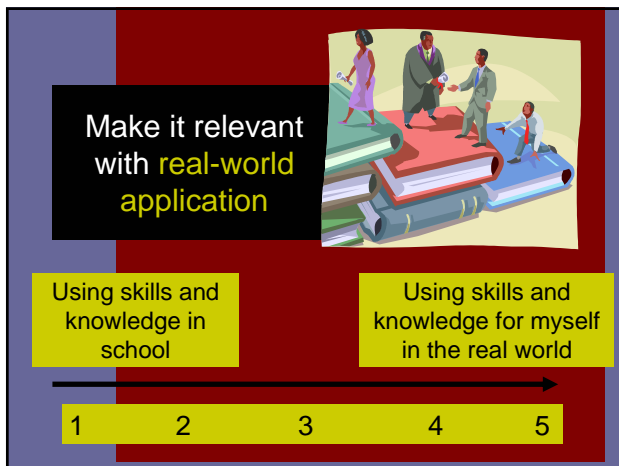 Make it relevant
with real-world
application
Using skills and
knowledge in
school
Using skills and
knowledge for myself
in the real world
1 2 3 4 5